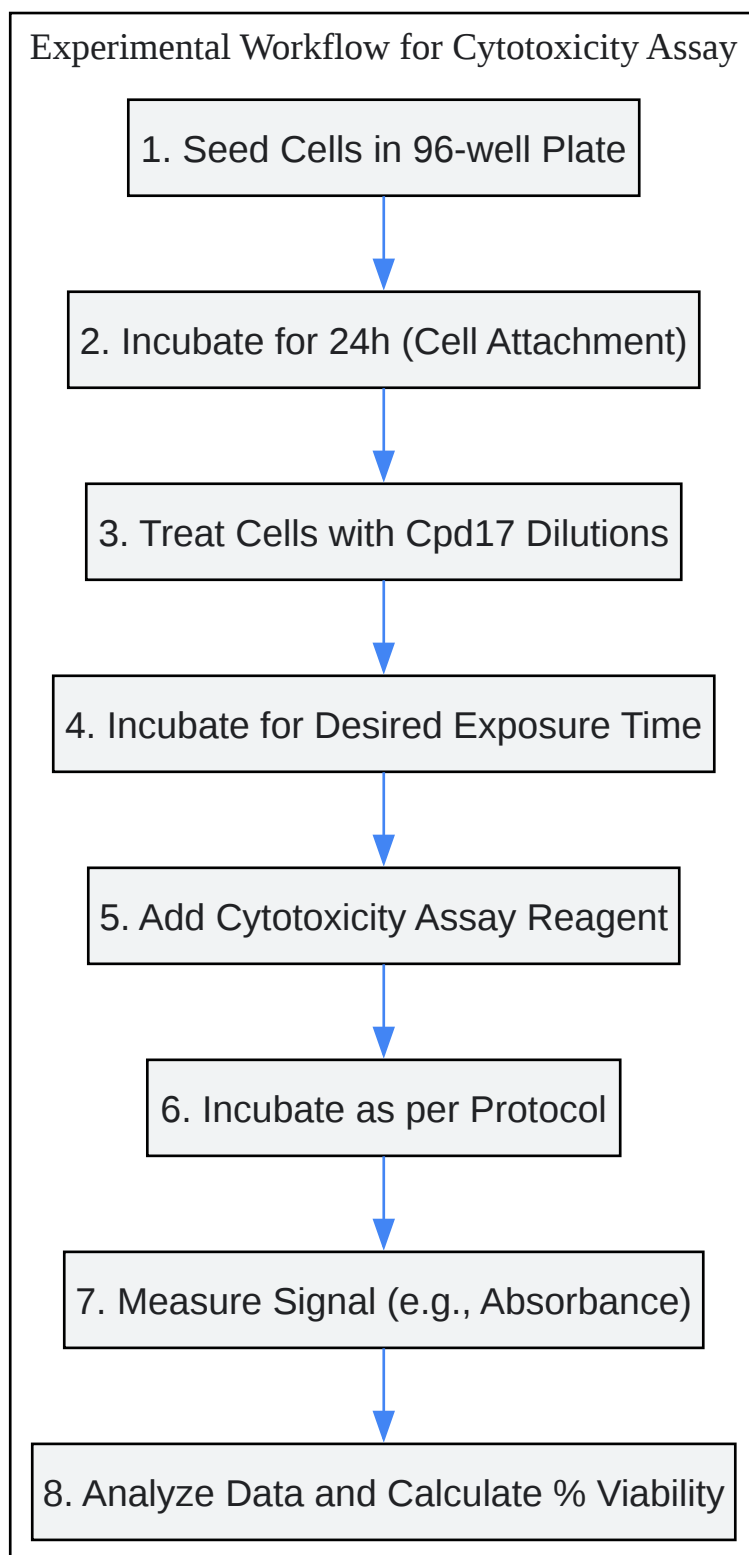 Experimental Workflow for Cytotoxicity Assay
1. Seed Cells in 96-well Plate
2. Incubate for 24h (Cell Attachment)
3. Treat Cells with Cpd17 Dilutions
4. Incubate for Desired Exposure Time
5. Add Cytotoxicity Assay Reagent
6. Incubate as per Protocol
7. Measure Signal (e.g., Absorbance)
8. Analyze Data and Calculate % Viability